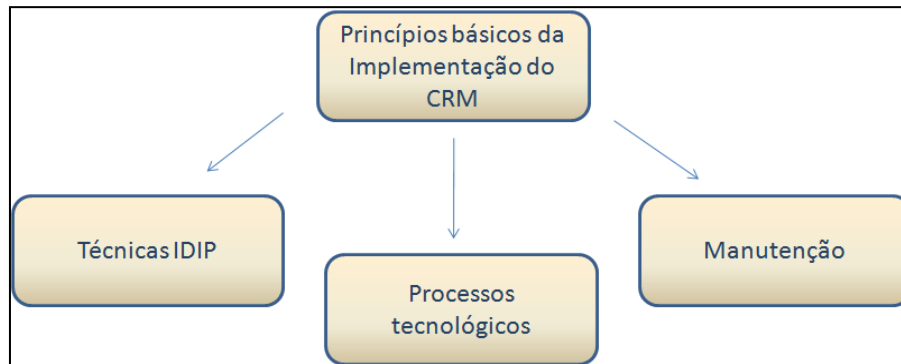 Princípios básicos da
Implementação do
CRM
Técnicas IDIP
Processos
tecnológicos
Manutenção